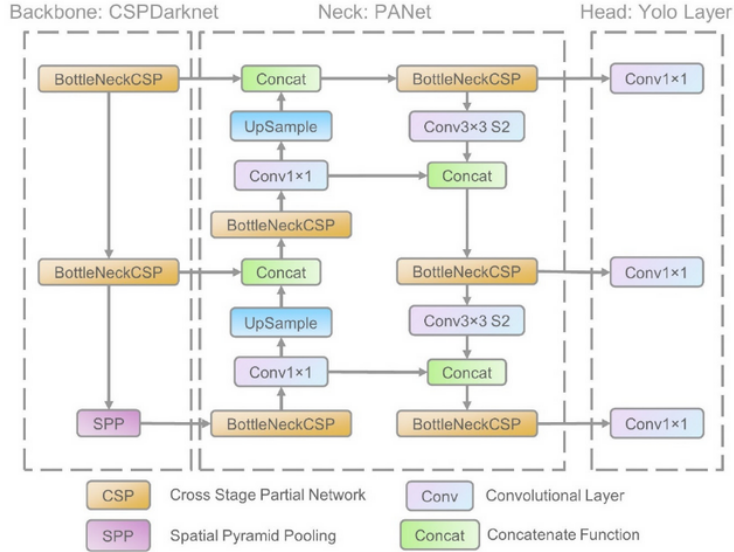 Backbone: CSPDarknet Neck: PANet Head: Yolo Layer
BottleNeckCSP Concat BottleNeckCSP Conv1×1
UpSample Conv3×3 S2
Conv1×1 Concat
BottleNeckCSP
BottleNeckCSP Concat BottleNeckCSP Conv1×1
UpSample Conv3×3 S2
Conv1×1 Concat
SPP BottleNeckCSP BottleNeckCSP Conv1×1
CSP Cross Stage Partial Network Conv Convolutional Layer
SPP Spatial Pyramid Pooling Concat Concatenate Function